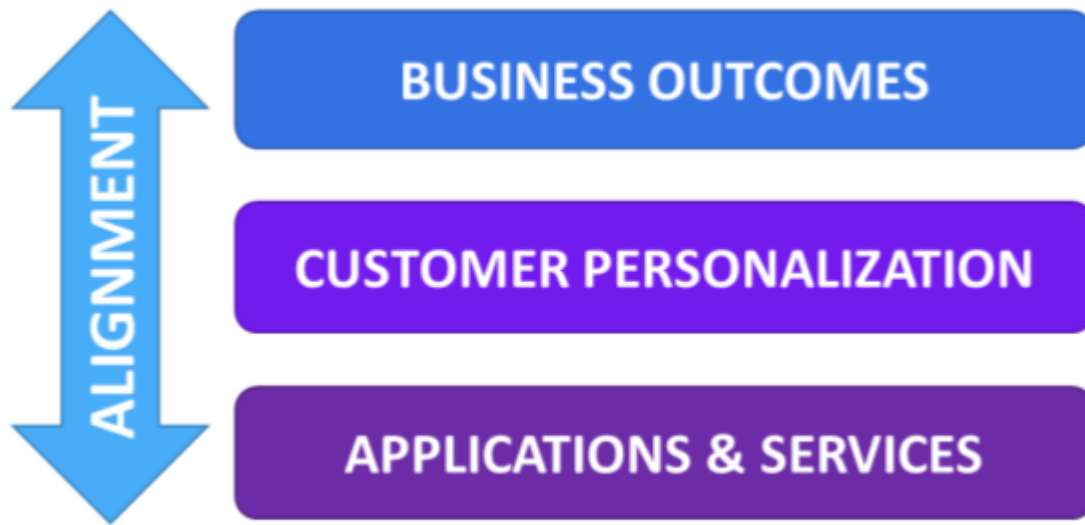 ALIGNMENT
BUSINESS OUTCOMES
CUSTOMER PERSONALIZATION
APPLICATIONS & SERVICES